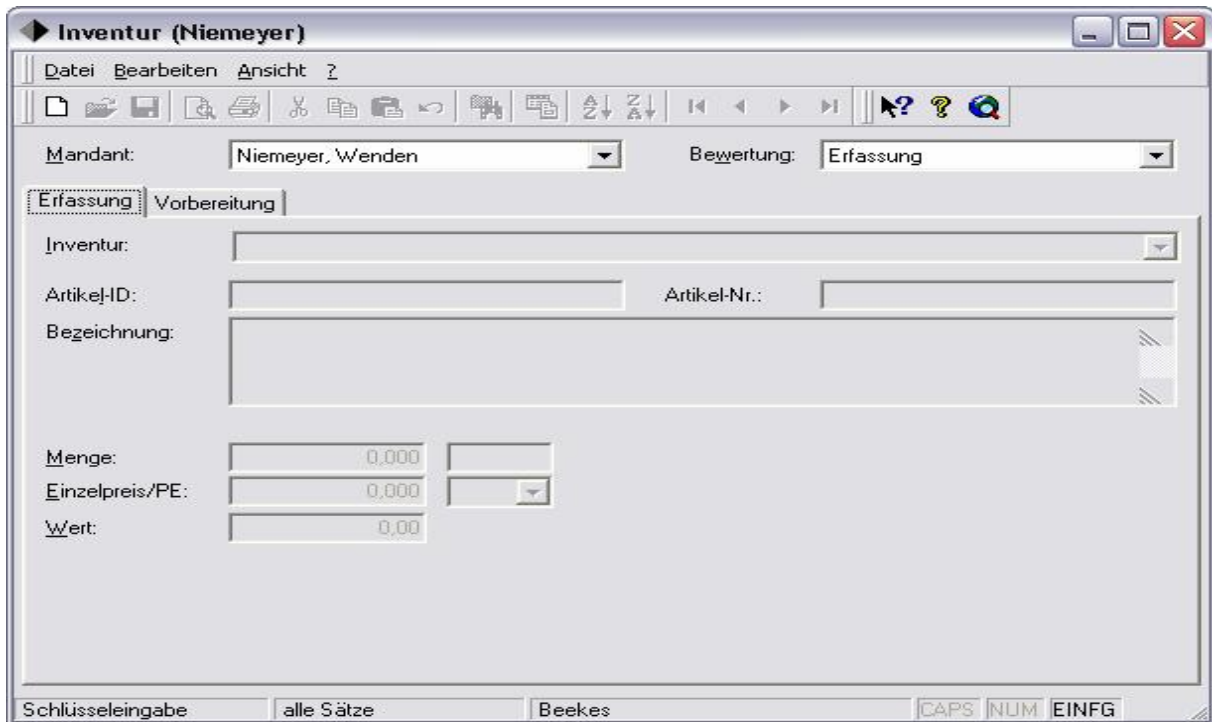 Inventur (Niemeyer)
Datei Bearbeiten Ansicht ?
Mandant: Niemeyer, Wenden Bewertung: Erfassung
Erfassung Vorbereitung
Inventur:
Artikel-ID: Artikel-Nr.:
Bezeichnung:
Menge: 0,000
Einzelpreis/PE: 0,000
Wert: 0,00
Schlüsseleingabe alle Sätze Beekes CAPS NUM EINFG